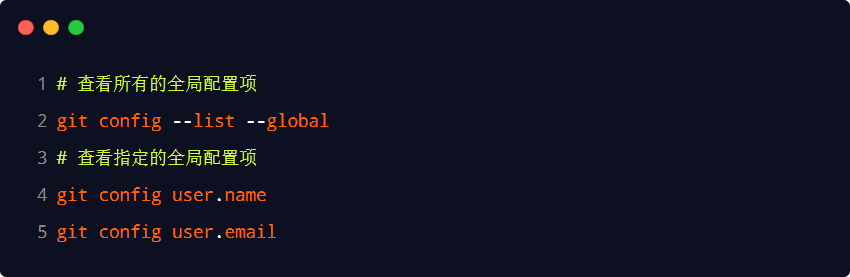 1 # 查看所有的全局配置项
2 git config --list --global
3 # 查看指定的全局配置项
4 git config user.name
5 git config user.email